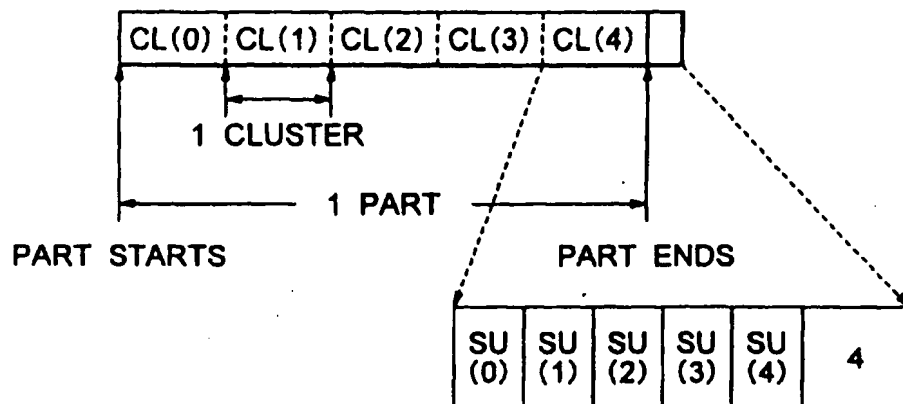 CL(0) CL(1) CL(2) CL(3) CL(4)
1 CLUSTER
1 PART
PART STARTS PART ENDS
SU SU SU SU SU
(0) (1) (2) (3) (4) 4